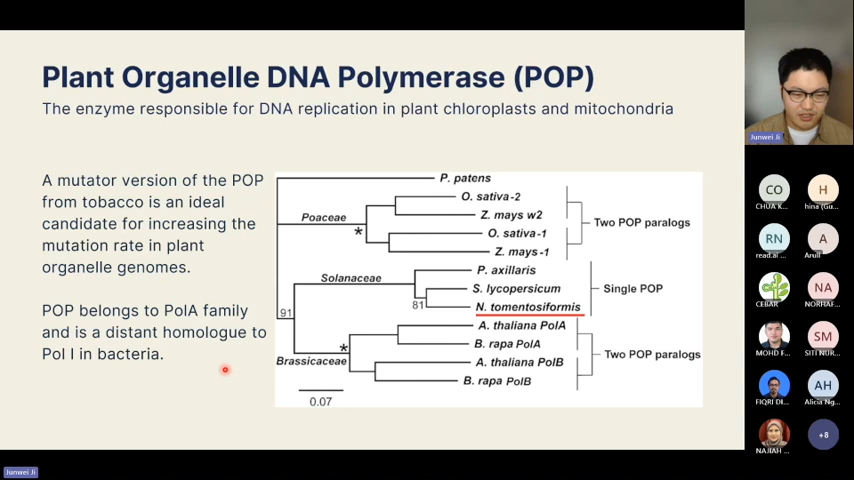 Plant Organelle DNA Polymerase (POP)
The enzyme responsible for DNA replication in plant chloroplasts and mitochondria
A mutator version of the POP
from tobacco is an ideal
candidate for increasing the
mutation rate in plant
organelle genomes.
POP belongs to PolA family
and is a distant homologue to
Pol I in bacteria.
P. patens
O. sativa-2
Poaceae
Z. mays w2
*
Two POP paralogs
O. sativa-1
Z. mays-1
P. axillaris
Solanaceae
S. lycopersicum
Single POP
81
N. tomentosiformis
91
A. thaliana PolA
B. rapa PolA
*
Two POP paralogs
Brassicaceae
A. thaliana PolB
B. rapa PolB
0.07
Junwei Ji
CO
H
CHUA K...
hina (Gu...
RN
A
read.ai ...
Arull
NA
CEBAR
NORHAF...
SM
MOHD F...
SITI NUR...
AH
FIQRI DI...
Alicia Ng...
+8
NAJIAH ...
Junwei Ji